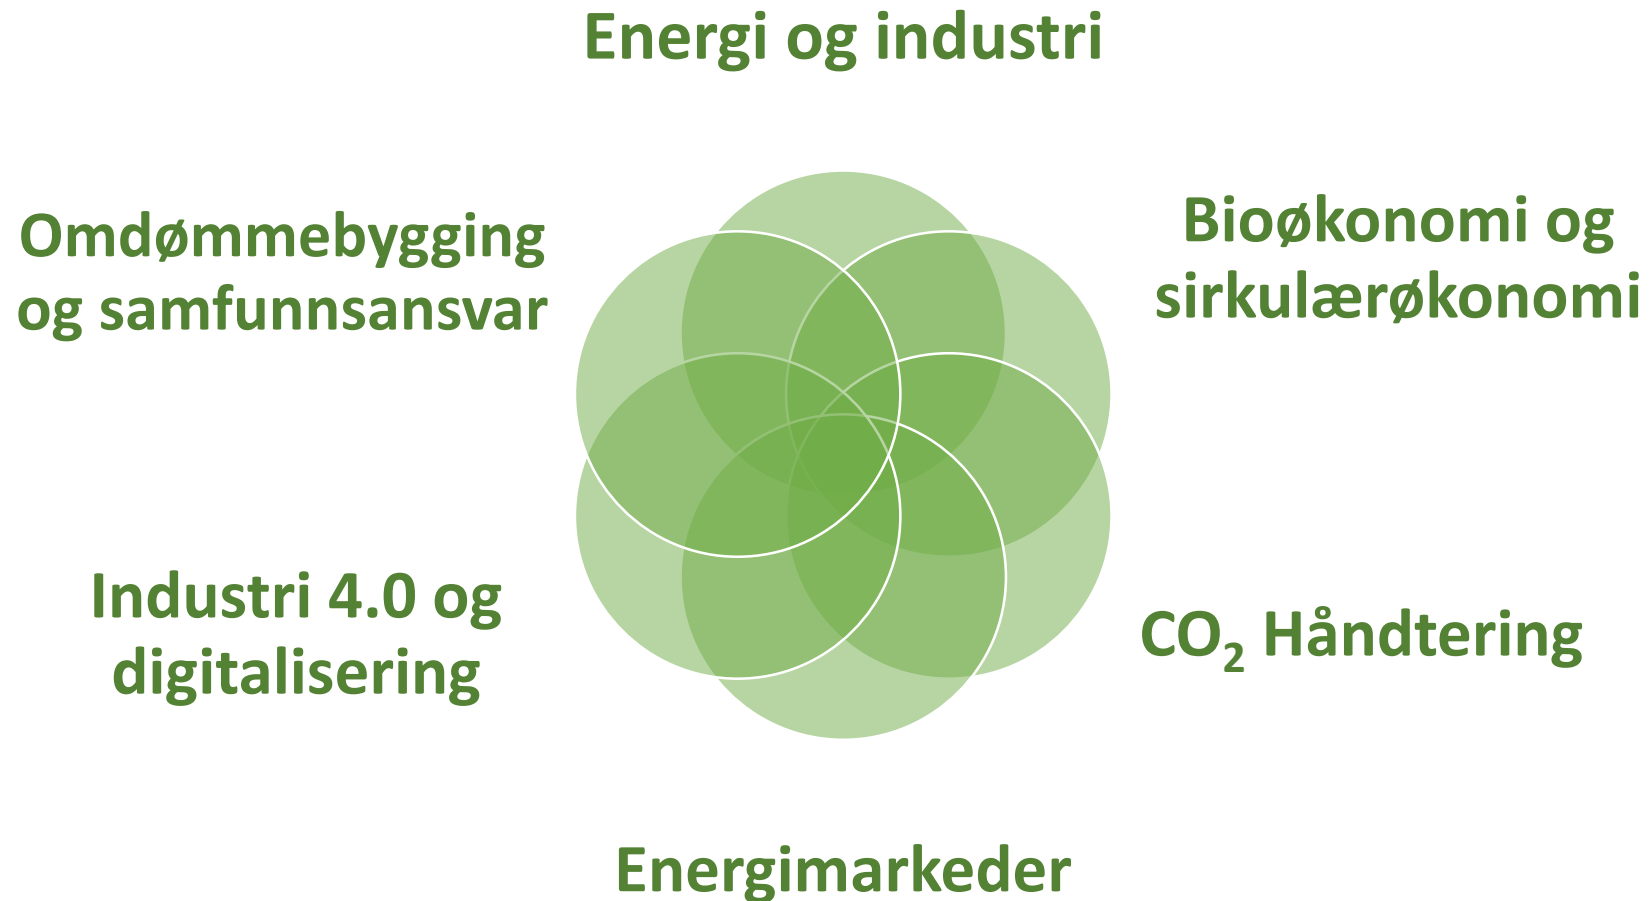 Energi og industri
Omdømmebygging
og samfunnsansvar
Bioøkonomi og
sirkulærøkonomi
Industri 4.0 og
digitalisering
CO₂ Håndtering
Energimarkeder